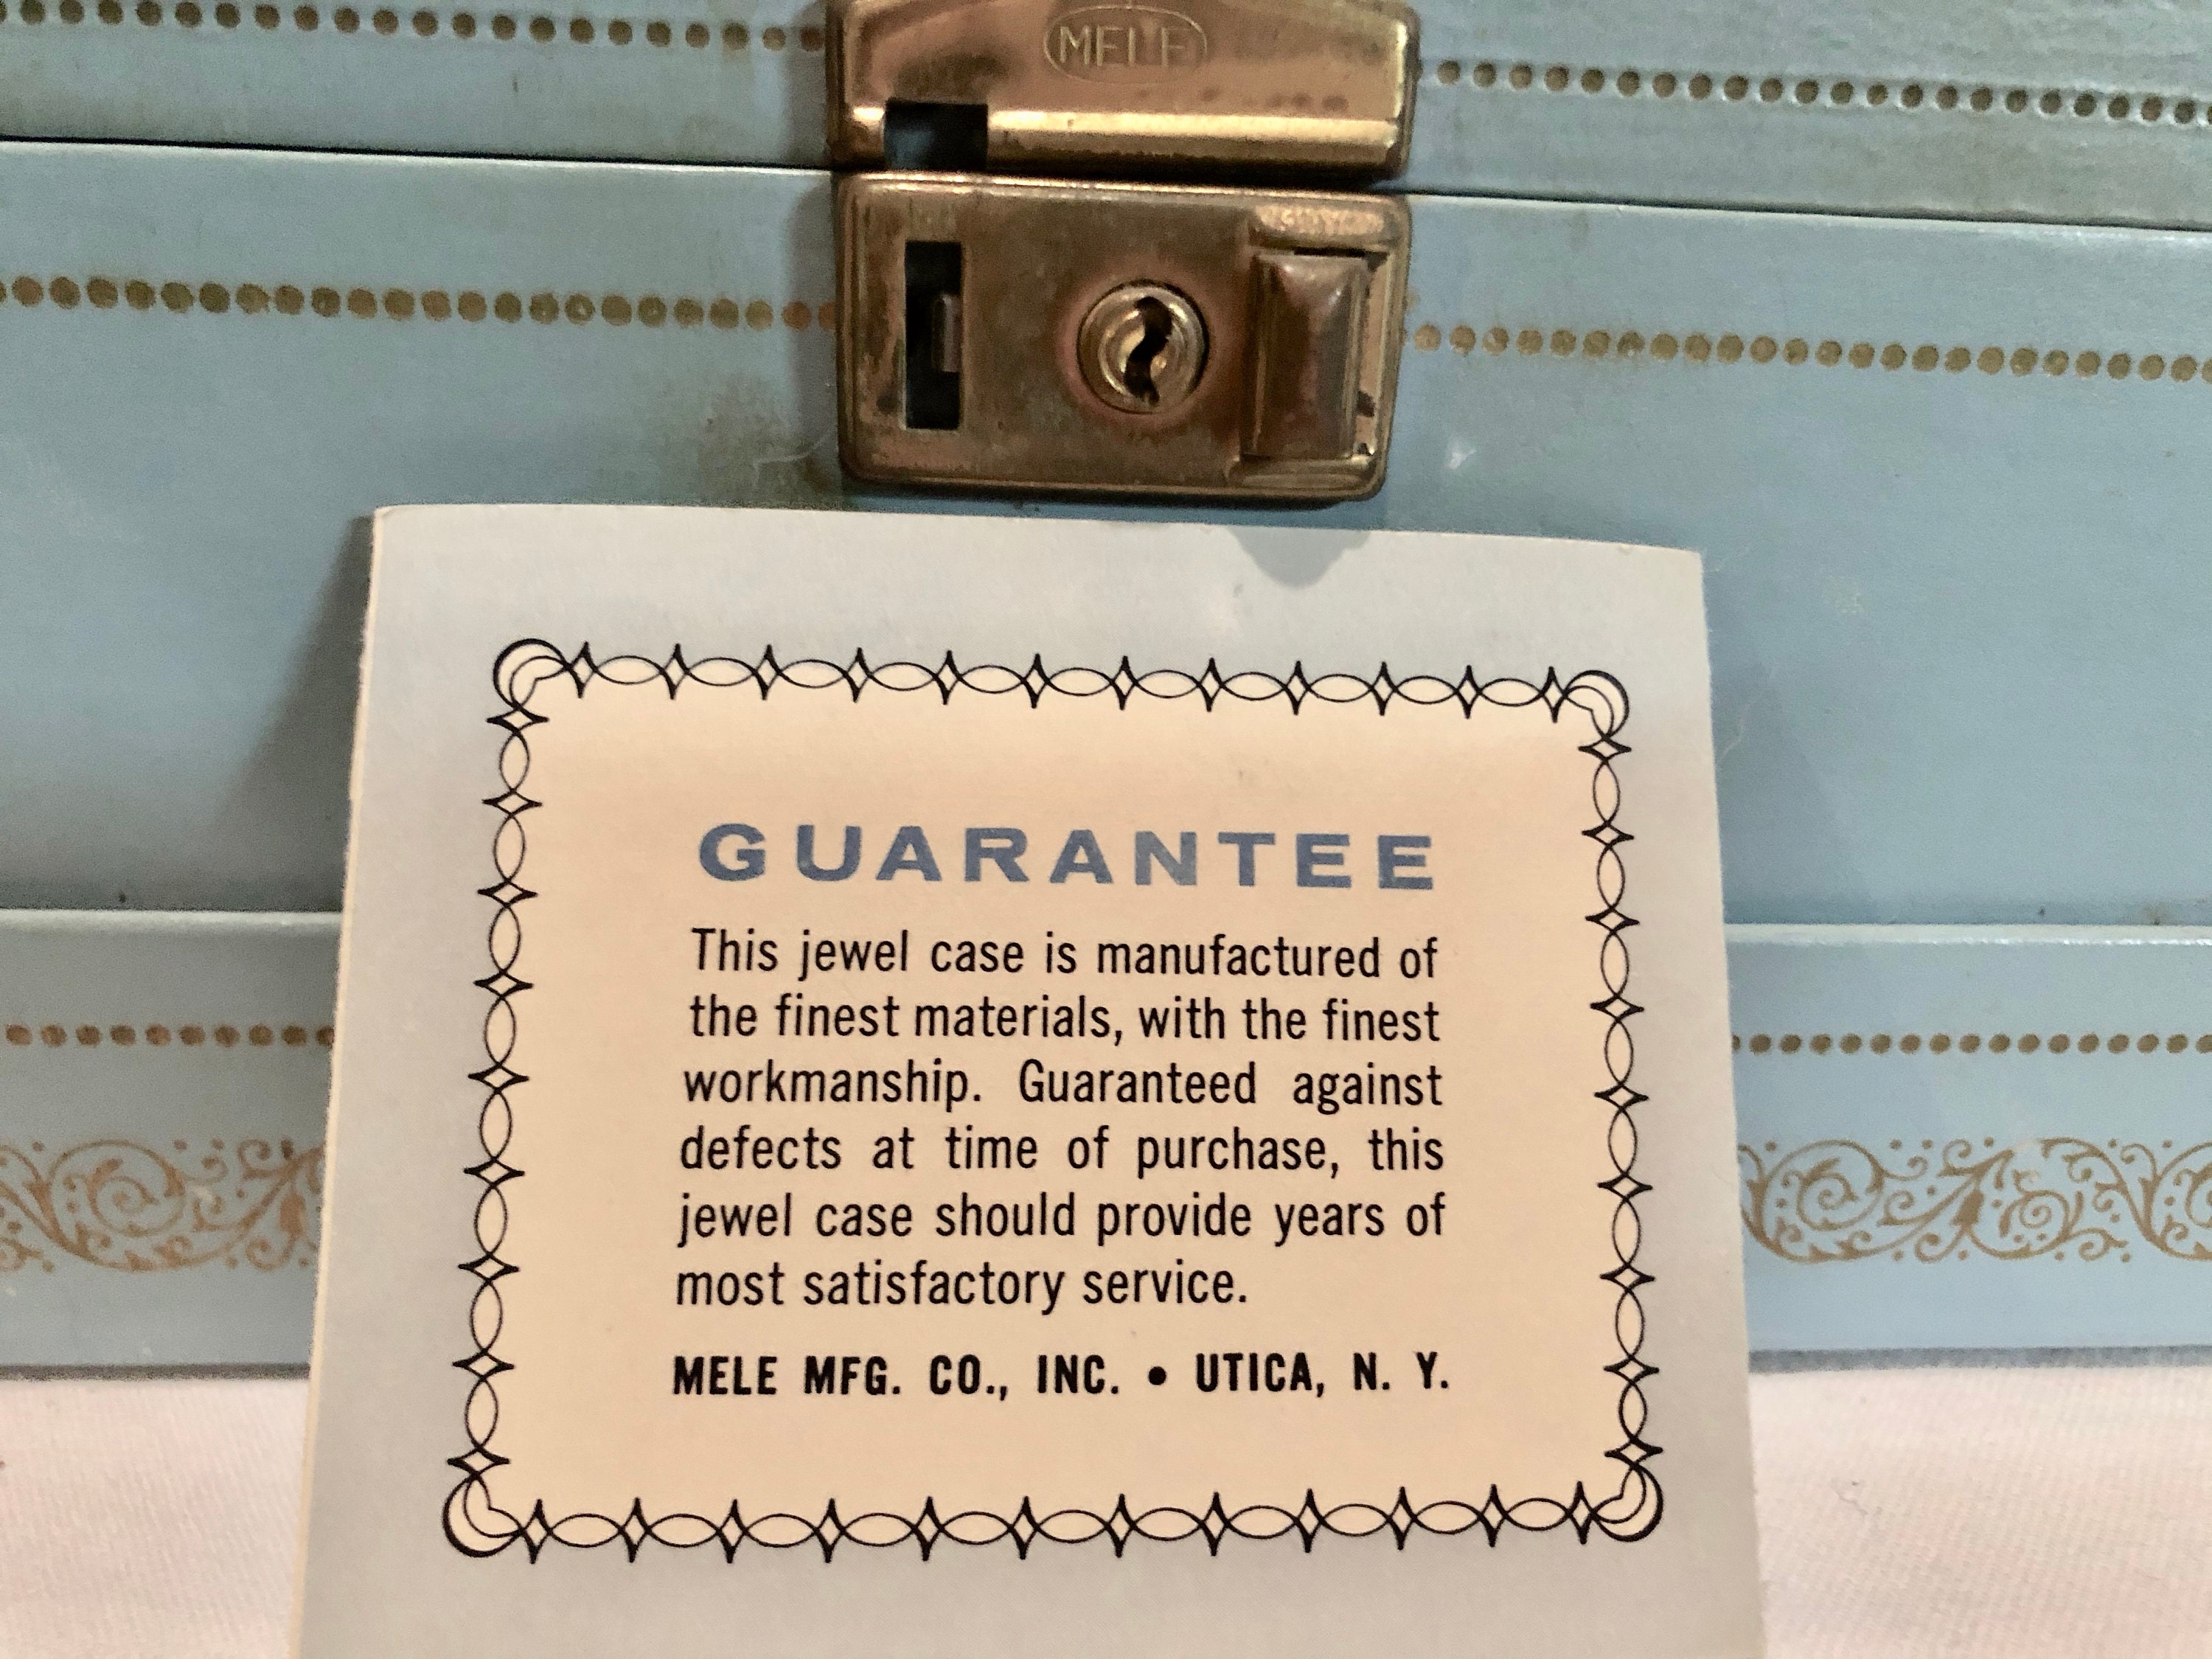 MELE
GUARANTEE
This jewel case is manufactured of
the finest materials, with the finest
workmanship. Guaranteed against
defects at time of purchase, this
jewel case should provide years of
most satisfactory service.
MELE MFG. CO., INC. • UTICA, N. Y.